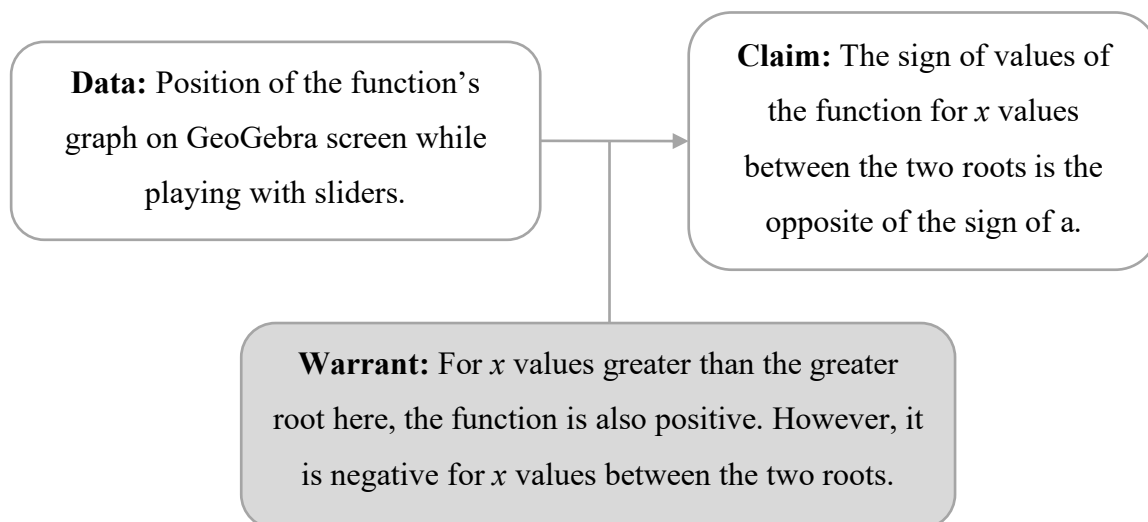 Data: Position of the function’s
graph on GeoGebra screen while
playing with sliders.
Claim: The sign of values of
the function for x values
between the two roots is the
opposite of the sign of a.
Warrant: For x values greater than the greater
root here, the function is also positive. However, it
is negative for x values between the two roots.